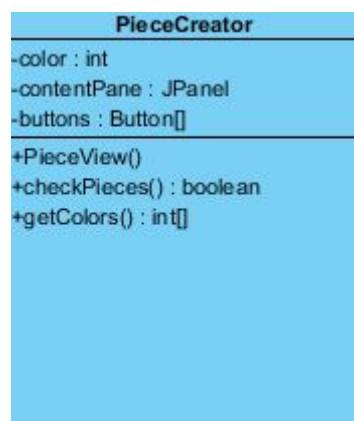 PieceCreator
-color : int
-contentPane : JPanel
-buttons : Button[]
+PieceView()
+checkPieces() : boolean
+getColors() : int[]